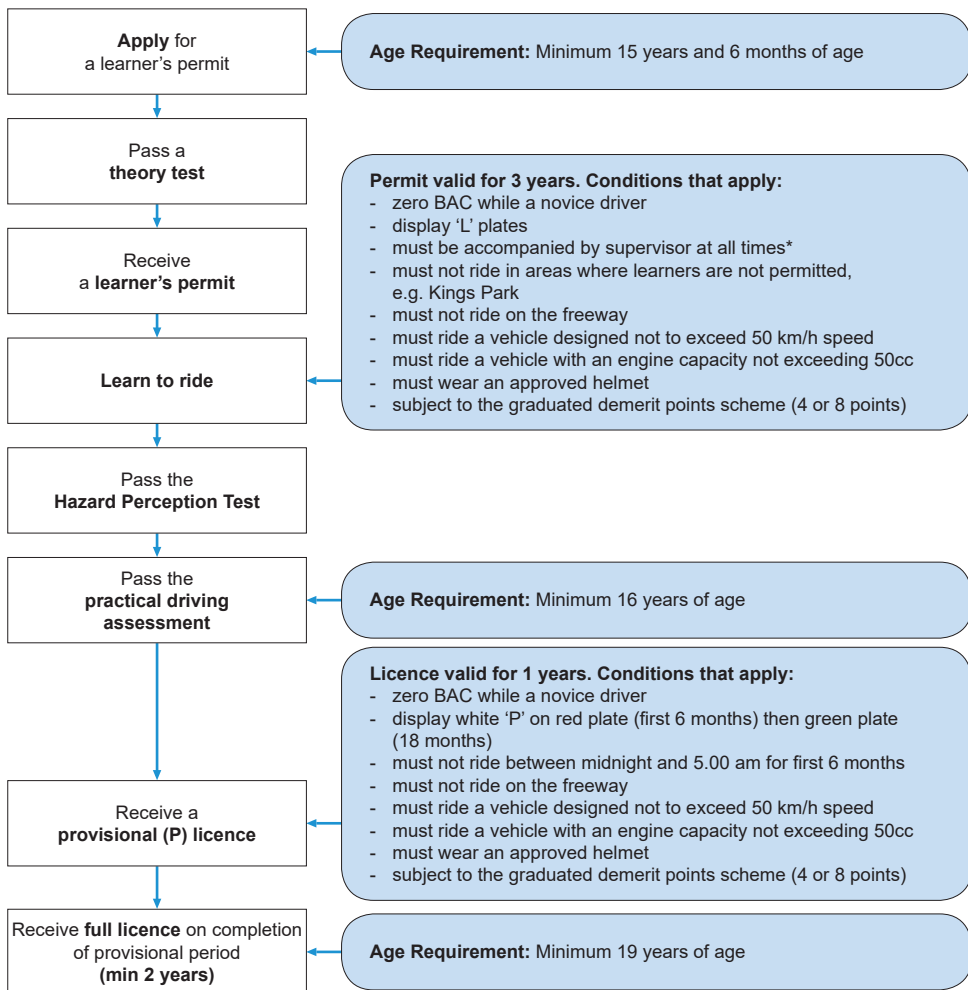 Apply for
a learner's permit
Age Requirement: Minimum 15 years and 6 months of age
Pass a
theory test
Permit valid for 3 years. Conditions that apply:
- zero BAC while a novice driver
- display 'L' plates
- must be accompanied by supervisor at all times*
- must not ride in areas where learners are not permitted,
e.g. Kings Park
- must not ride on the freeway
- must ride a vehicle designed not to exceed 50 km/h speed
- must ride a vehicle with an engine capacity not exceeding 50cc
- must wear an approved helmet
- subject to the graduated demerit points scheme (4 or 8 points)
Receive
a learner's permit
Learn to ride
Pass the
Hazard Perception Test
Pass the
practical driving
assessment
Age Requirement: Minimum 16 years of age
Licence valid for 1 years. Conditions that apply:
- zero BAC while a novice driver
- display white 'P' on red plate (first 6 months) then green plate
(18 months)
- must not ride between midnight and 5.00 am for first 6 months
- must not ride on the freeway
- must ride a vehicle designed not to exceed 50 km/h speed
- must ride a vehicle with an engine capacity not exceeding 50cc
- must wear an approved helmet
- subject to the graduated demerit points scheme (4 or 8 points)
Receive a
provisional (P) licence
Receive full licence on completion
of provisional period
(min 2 years)
Age Requirement: Minimum 19 years of age